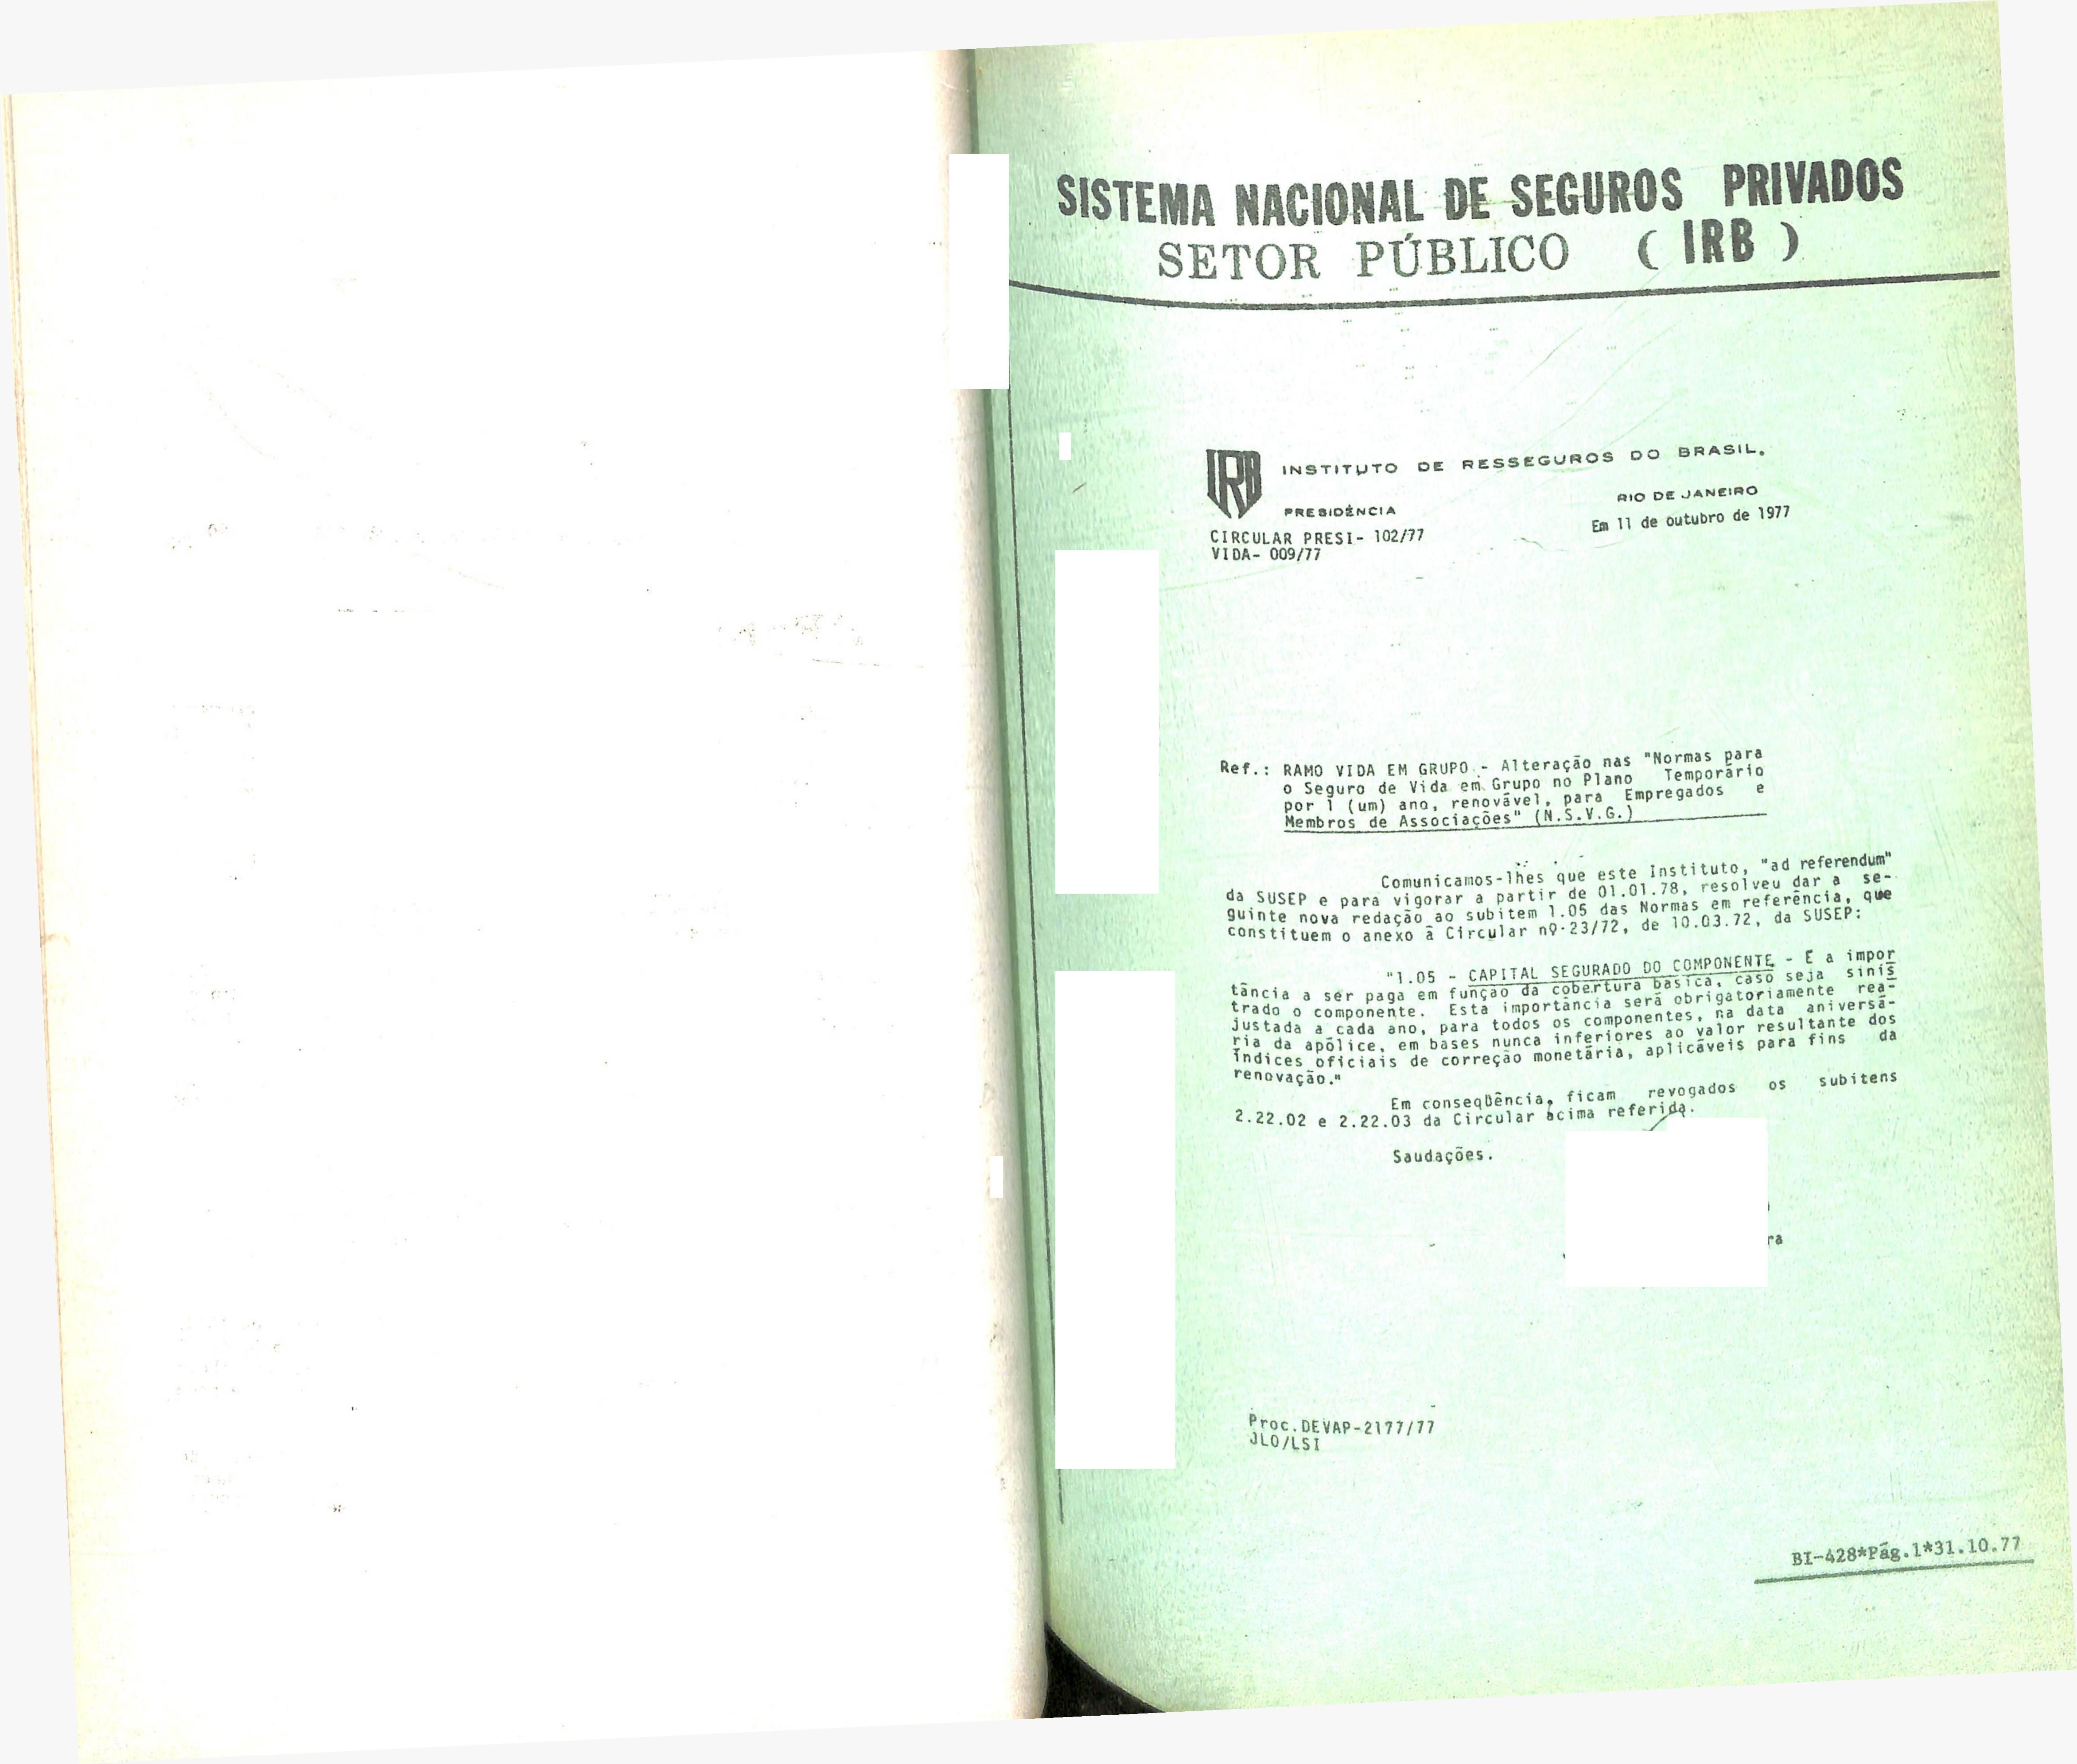 SISTEMA NACIONAL DE SEGUROS PRIVADOS
SETOR PÚBLICO ( IRB )
IRB
INSTITUTO DE RESSEGUROS DO BRASIL.
PRESIDÊNCIA
RIO DE JANEIRO
Em 11 de outubro de 1977
CIRCULAR PRESI- 102/77
VIDA- 009/77
Ref.: RAMO VIDA EM GRUPO - Alteração nas "Normas para
o Seguro de Vida em Grupo no Plano Temporário
por 1 (um) ano, renovável, para Empregados e
Membros de Associações" (N.S.V.G.)
Comunicamos-lhes que este Instituto, "ad referendum"
da SUSEP e para vigorar a partir de 01.01.78, resolveu dar a se-
guinte nova redação ao subitem 1.05 das Normas em referência, que
constituem o anexo ã Circular nº 23/72, de 10.03.72, da SUSEP:
"1.05 - CAPITAL SEGURADO DO COMPONENTE - E a impor
tância a ser paga em função da cobertura básica, caso seja sinis
trado o componente. Esta importância será obrigatoriamente rea-
justada a cada ano, para todos os componentes, na data aniversá-
ria da apólice, em bases nunca inferiores ao valor resultante dos
índices oficiais de correção monetária, aplicáveis para fins da
renovação."
Em conseqüência, ficam revogados os subitens
2.22.02 e 2.22.03 da Circular acima referida.
Saudações.
ra
Proc.DEVAP-2177/77
JLO/LSI
BI-428*Pág.1*31.10.77